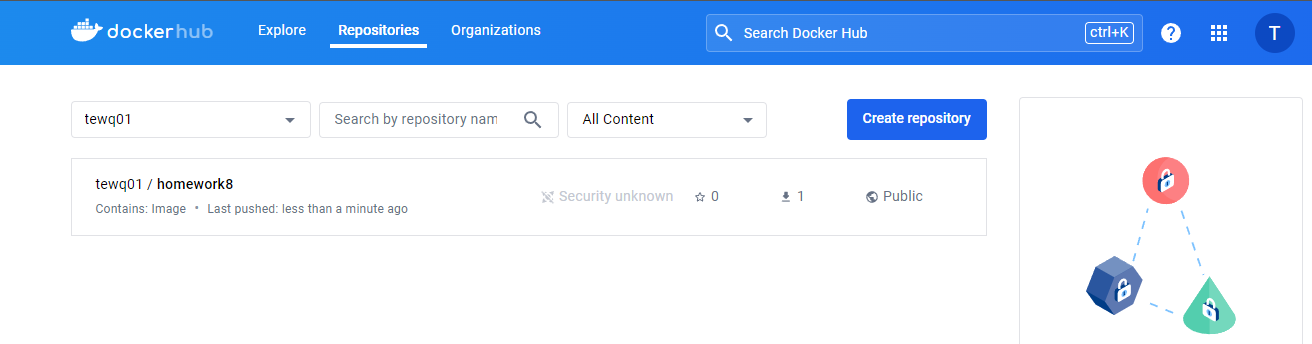 dockerhub Explore Repositories Organizations Search Docker Hub ctrl+K ? T
tewq01 Search by repository nam All Content Create repository
tewq01 / homework8
Security unknown 0 1 Public
Contains: Image • Last pushed: less than a minute ago